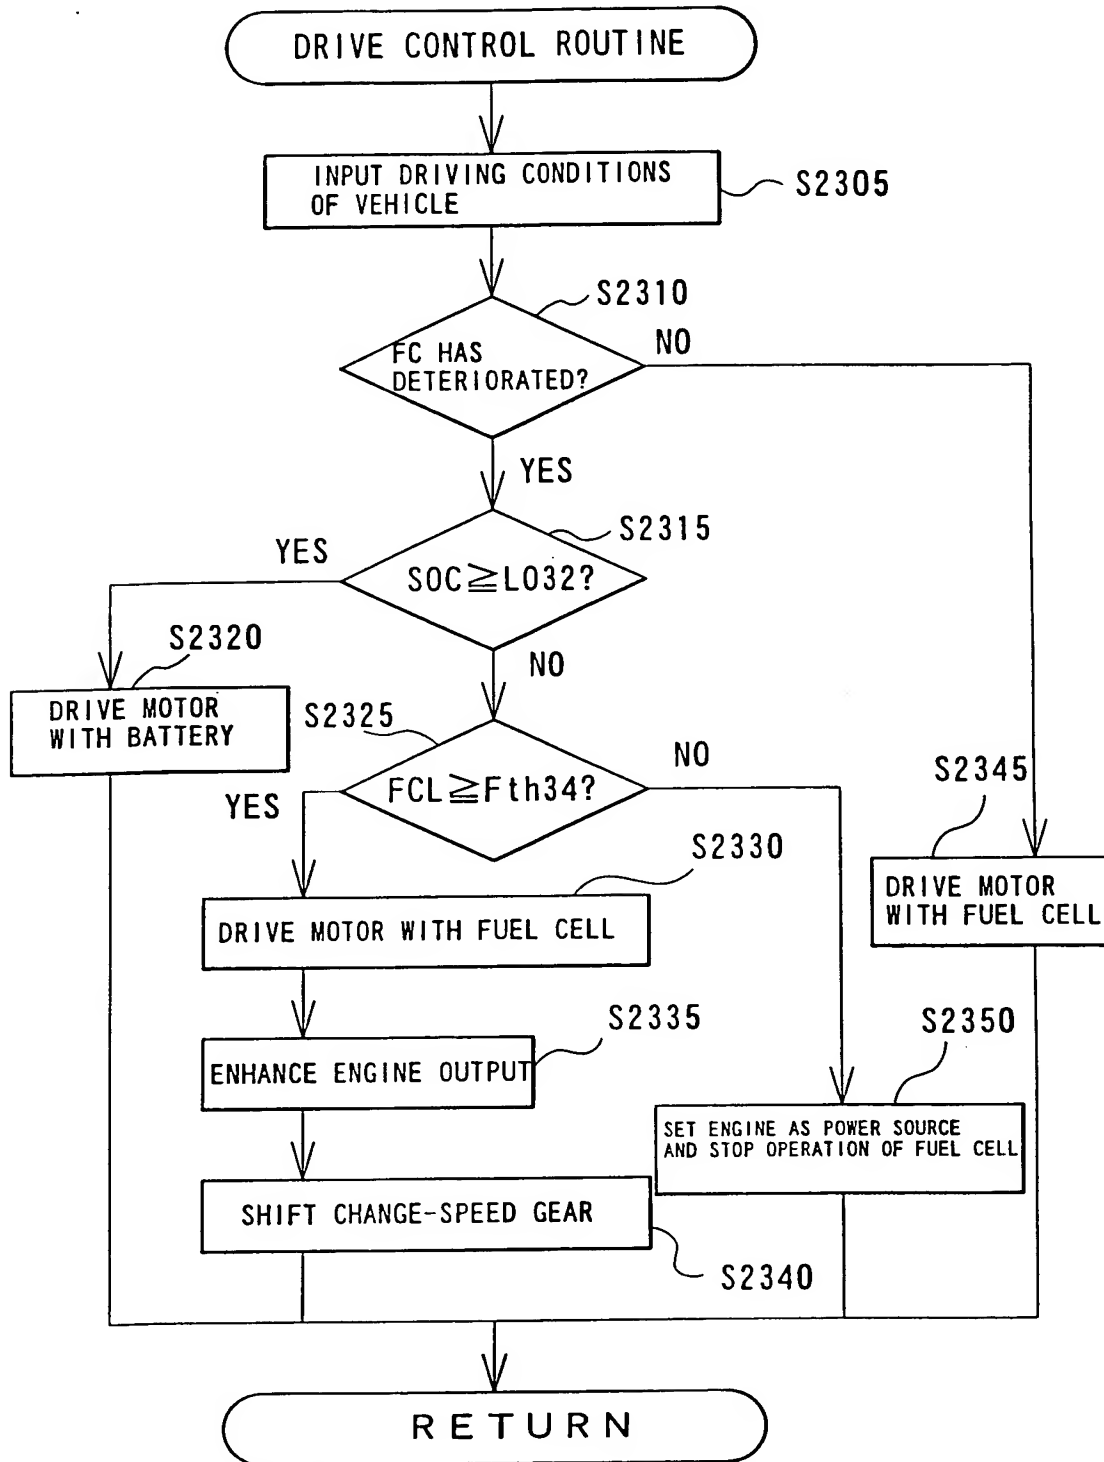 DRIVE CONTROL ROUTINE
INPUT DRIVING CONDITIONS
OF VEHICLE
S2305
S2310
FC HAS
DETERIORATED?
NO
YES
S2315
YES
SOC≧LO32?
S2320
NO
DRIVE MOTOR
WITH BATTERY
S2325
NO
FCL≧Fth34?
YES
S2345
S2330
DRIVE MOTOR
WITH FUEL CELL
DRIVE MOTOR WITH FUEL CELL
S2335
S2350
ENHANCE ENGINE OUTPUT
SET ENGINE AS POWER SOURCE
AND STOP OPERATION OF FUEL CELL
SHIFT CHANGE-SPEED GEAR
S2340
RETURN